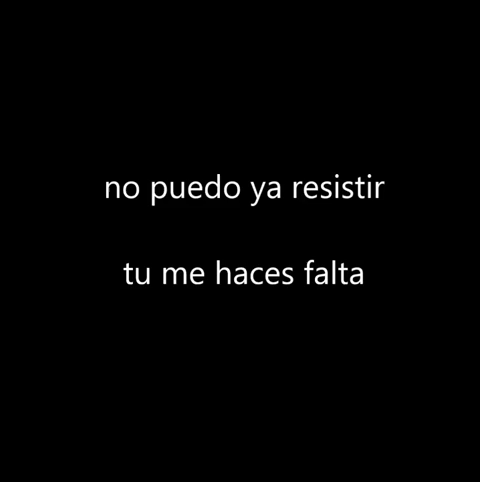 no puedo ya resistir
tu me haces falta